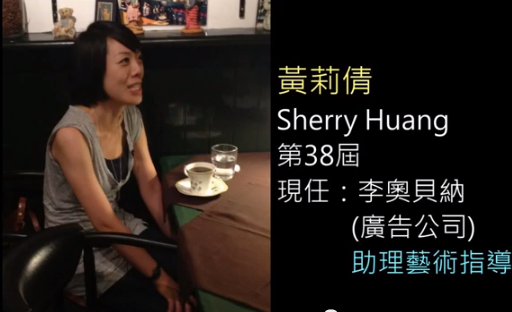 黃莉倩
Sherry Huang
第38屆
現任：李奧貝納
(廣告公司)
助理藝術指導